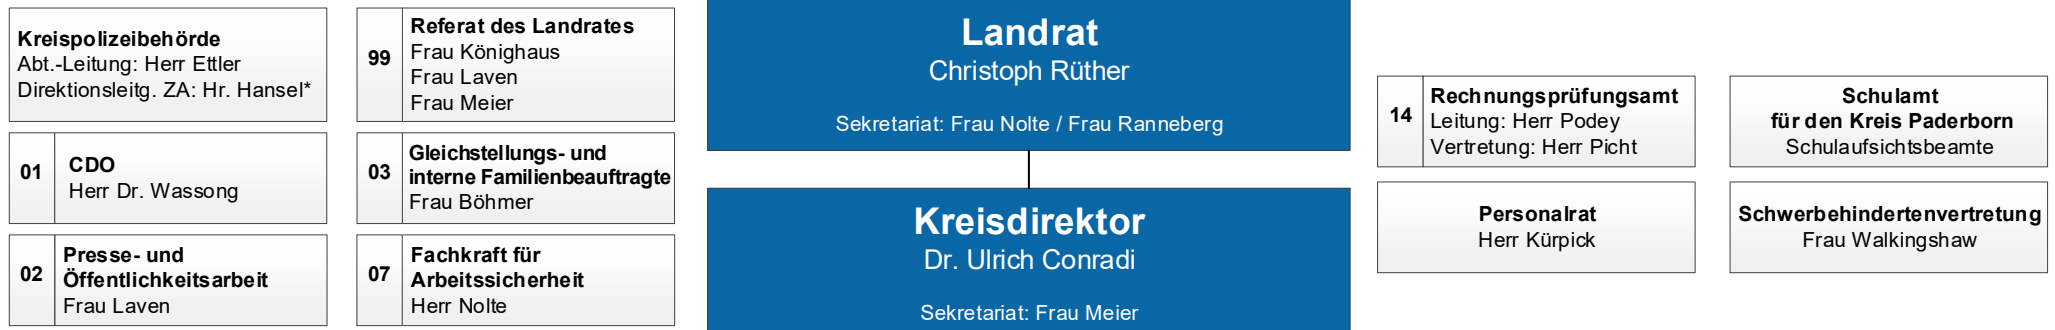 Kreispolizeibehörde
Abt.-Leitung: Herr Ettler
Direktionsleitg. ZA: Hr. Hansel*
01
CDO
Herr Dr. Wassong
02
Presse- und
Öffentlichkeitsarbeit
Frau Laven
99
Referat des Landrates
Frau Könighaus
Frau Laven
Frau Meier
03
Gleichstellungs- und
interne Familienbeauftragte
Frau Böhmer
07
Fachkraft für
Arbeitssicherheit
Herr Nolte
Landrat
Christoph Rüther
Sekretariat: Frau Nolte / Frau Ranneberg
Kreisdirektor
Dr. Ulrich Conradi
Sekretariat: Frau Meier
14
Rechnungsprüfungsamt
Leitung: Herr Podey
Vertretung: Herr Picht
Personalrat
Herr Kürpick
Schulamt
für den Kreis Paderborn
Schulaufsichtsbeamte
Schwerbehindertenvertretung
Frau Walkingshaw